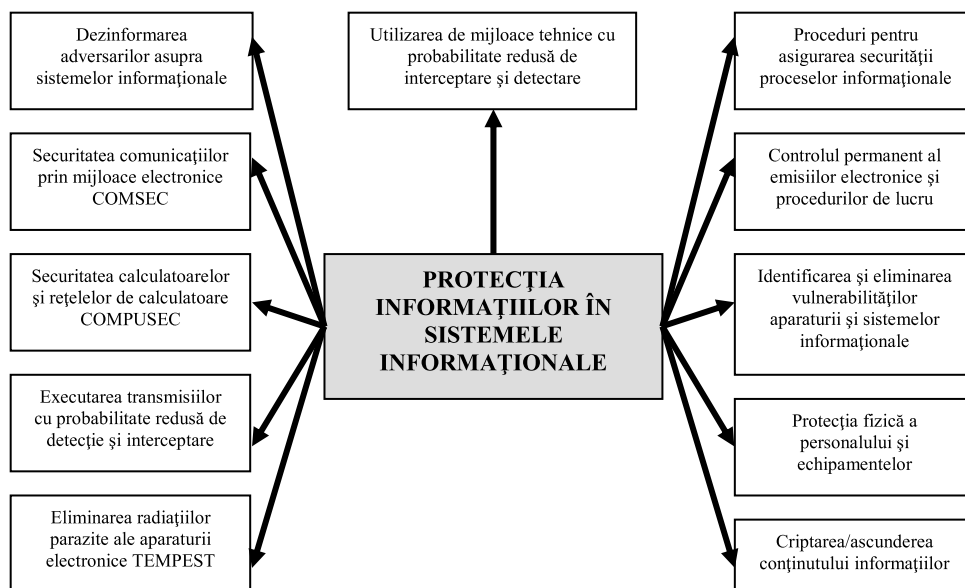 Dezinformarea
adversarilor asupra
sistemelor informaţionale
Utilizarea de mijloace tehnice cu
probabilitate redusă de
interceptare şi detectare
Proceduri pentru
asigurarea securităţii
proceselor informaţionale
Securitatea comunicaţiilor
prin mijloace electronice
COMSEC
Controlul permanent al
emisiilor electronice şi
procedurilor de lucru
Securitatea calculatoarelor
şi reţelelor de calculatoare
COMPUSEC
PROTECŢIA
INFORMAŢIILOR ÎN
SISTEMELE
INFORMAŢIONALE
Identificarea şi eliminarea
vulnerabilităţilor
aparaturii şi sistemelor
informaţionale
Executarea transmisiilor
cu probabilitate redusă de
detecţie şi interceptare
Protecţia fizică a
personalului şi
echipamentelor
Eliminarea radiaţiilor
parazite ale aparaturii
electronice TEMPEST
Criptarea/ascunderea
conţinutului informaţiilor